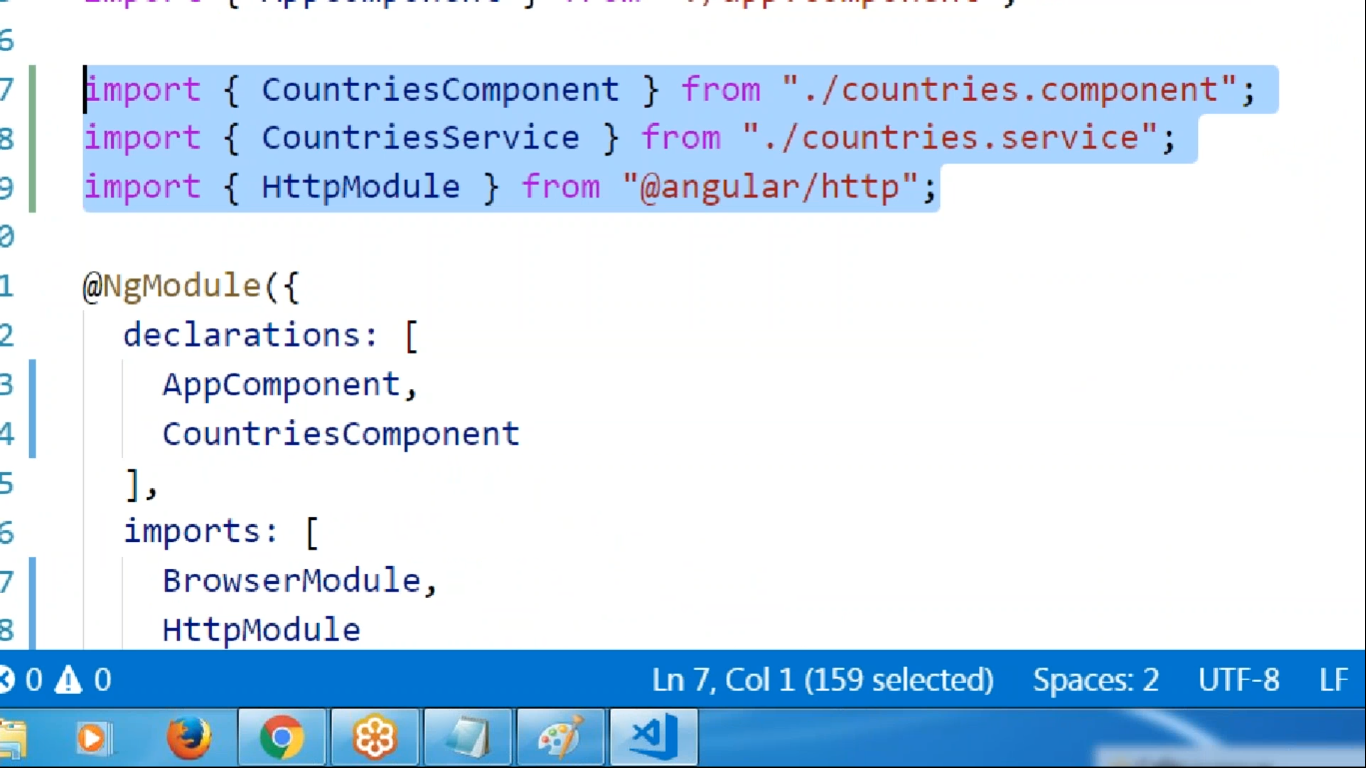 import { AppComponent } from "./app.component";
6
7 import { CountriesComponent } from "./countries.component";
8 import { CountriesService } from "./countries.service";
9 import { HttpModule } from "@angular/http";
0
1 @NgModule({
2 declarations: [
3 AppComponent,
4 CountriesComponent
5 ],
6 imports: [
7 BrowserModule,
8 HttpModule
0 0 Ln 7, Col 1 (159 selected) Spaces: 2 UTF-8 LF